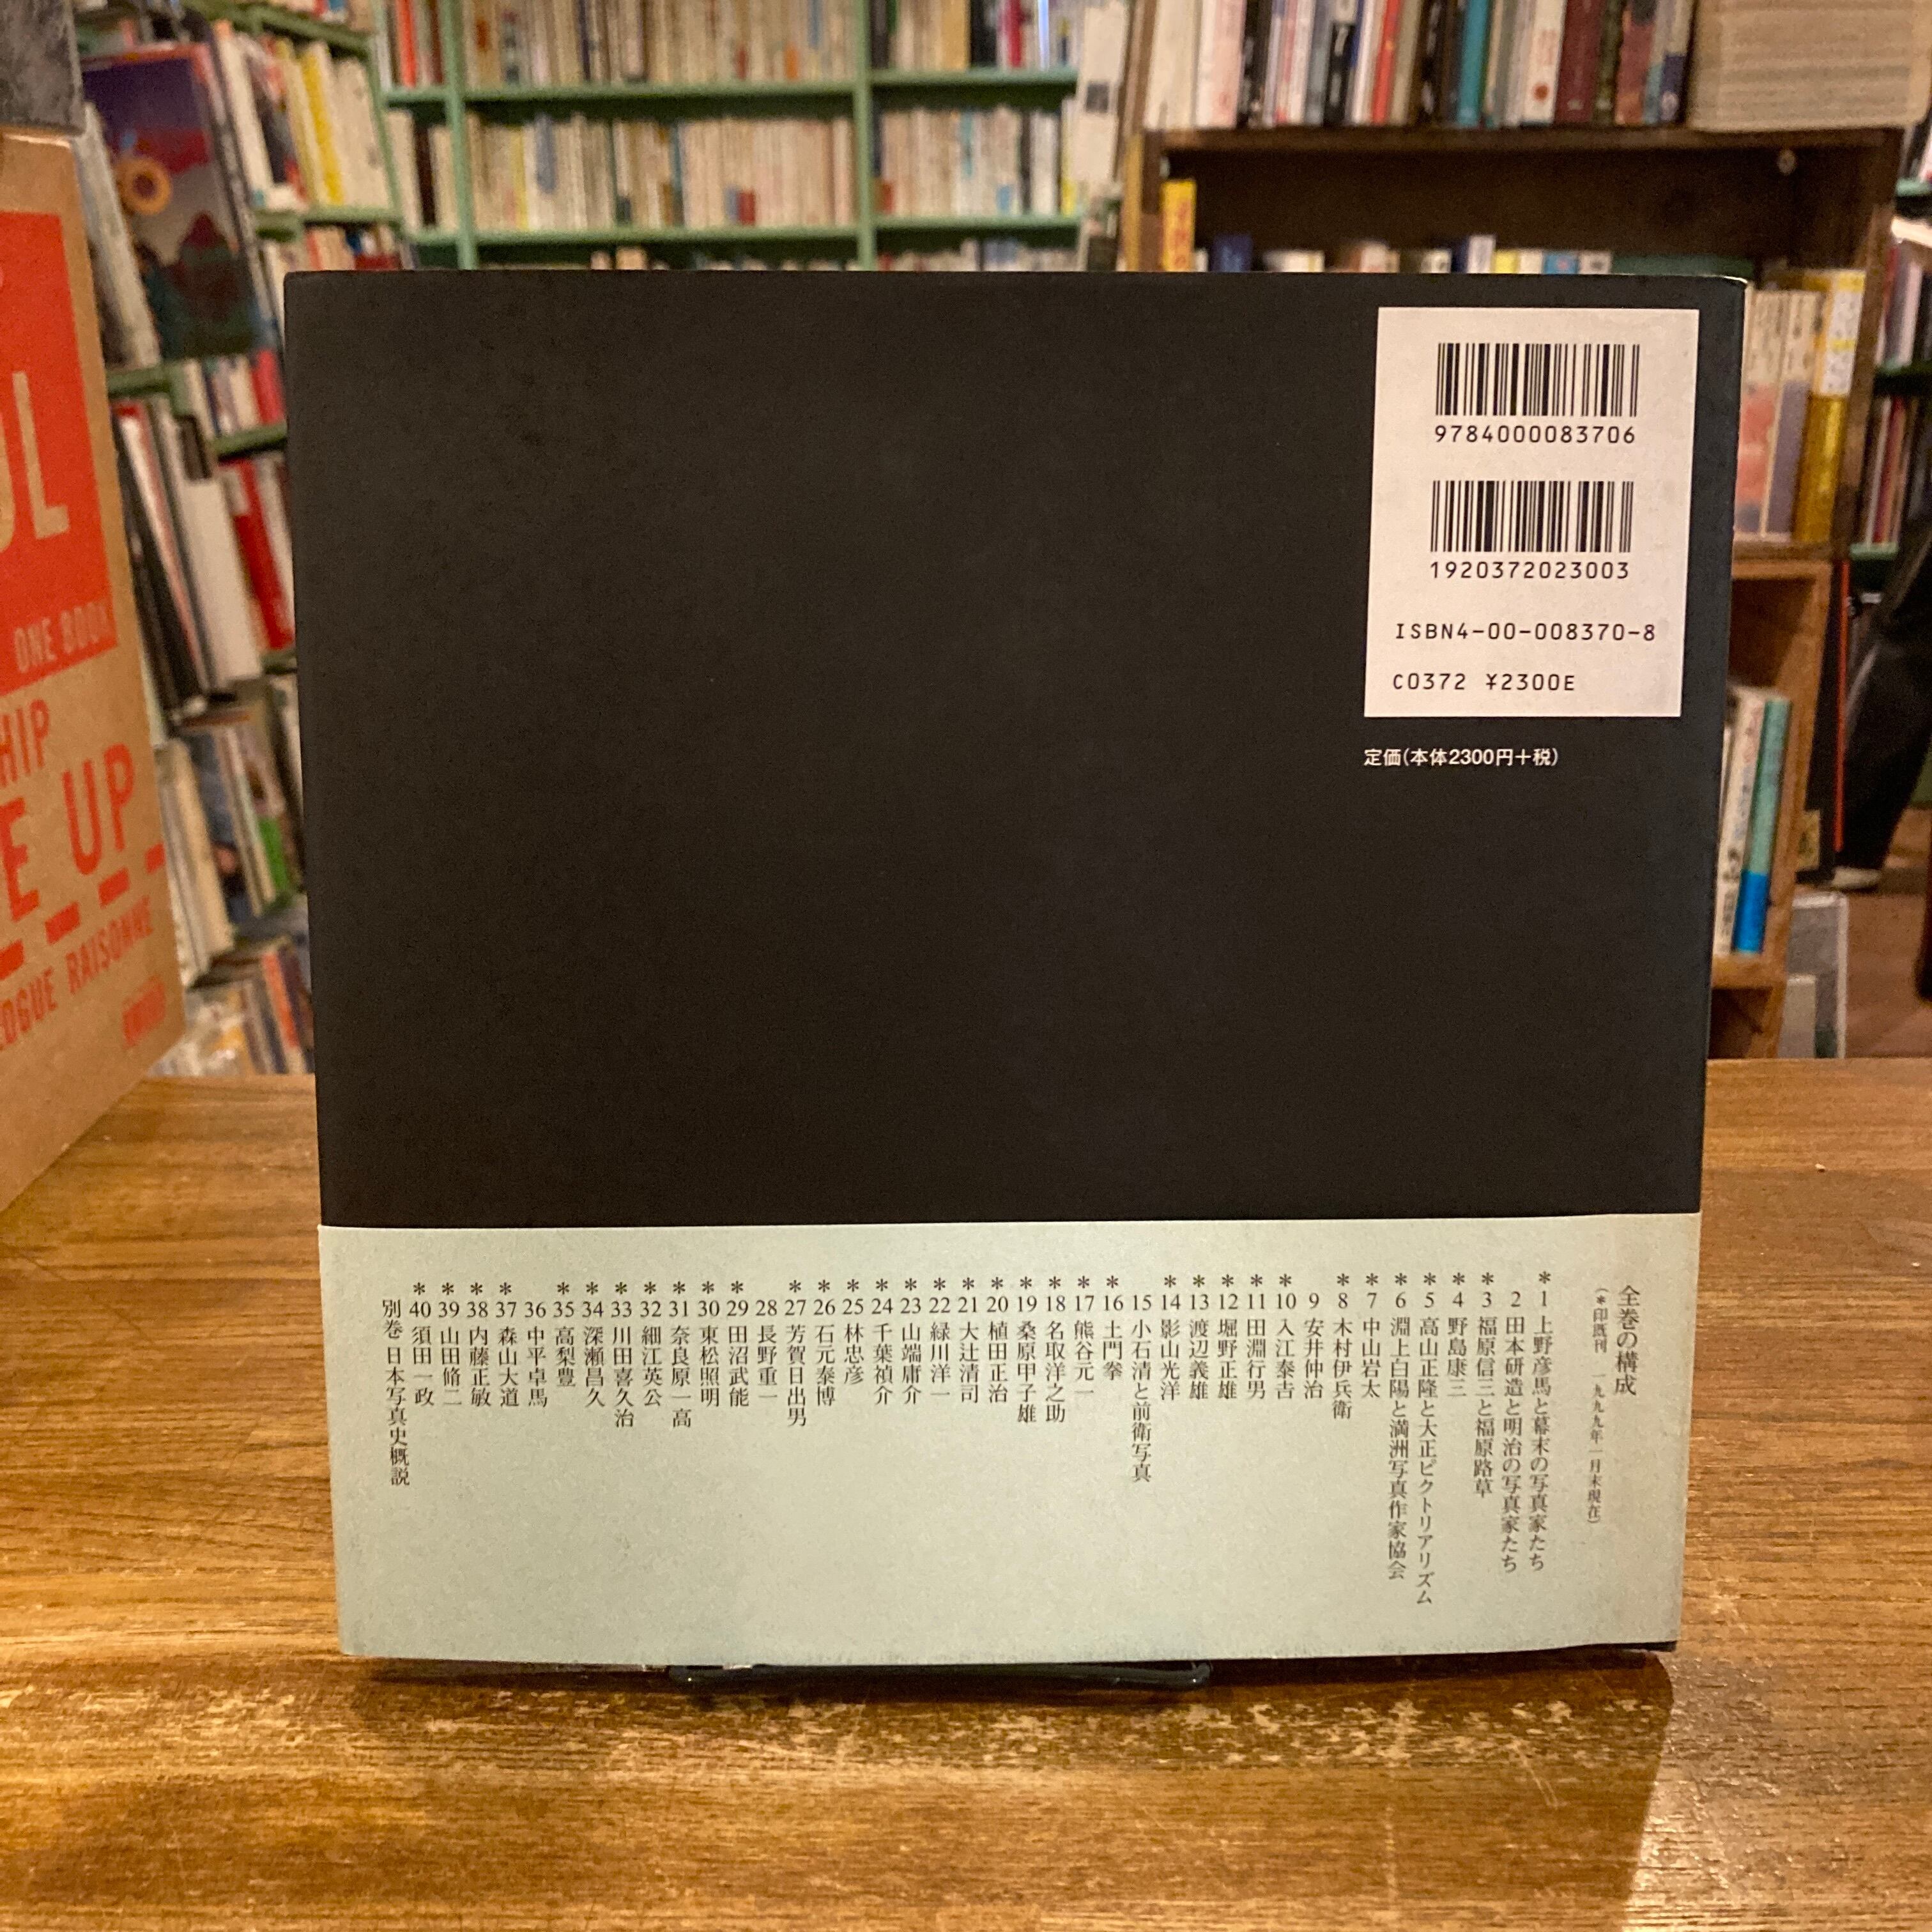 9784000083706
1920372023003
ISBN4-00-008370-8
C0372 ¥2300E
定価(本体2300円+税)
全巻の構成
(*印既刊 一九九九年一月末現在)
*1 上野彦馬と幕末の写真家たち
2 田本研造と明治の写真家たち
*3 福原信三と福原路草
*4 野島康三
*5 高山正隆と大正ピクトリアリズム
*6 淵上白陽と満洲写真作家協会
*7 中山岩太
*8 木村伊兵衛
9 安井仲治
*10 入江泰吉
*11 田淵行男
*12 堀野正雄
*13 渡辺義雄
*14 影山光洋
15 小石清と前衛写真
*16 土門拳
*17 熊谷元一
*18 名取洋之助
*19 桑原甲子雄
*20 植田正治
*21 大辻清司
*22 緑川洋一
*23 山端庸介
*24 千葉禎介
*25 林忠彦
*26 石元泰博
*27 芳賀日出男
28 長野重一
*29 田沼武能
*30 東松照明
*31 奈良原一高
*32 細江英公
*33 川田喜久治
*34 深瀬昌久
*35 高梨豊
36 中平卓馬
*37 森山大道
*38 内藤正敏
*39 山田脩二
*40 須田一政
別巻 日本写真史概説
OL
ONE BOOK
HIP
E UP
OGUE RAISONNE